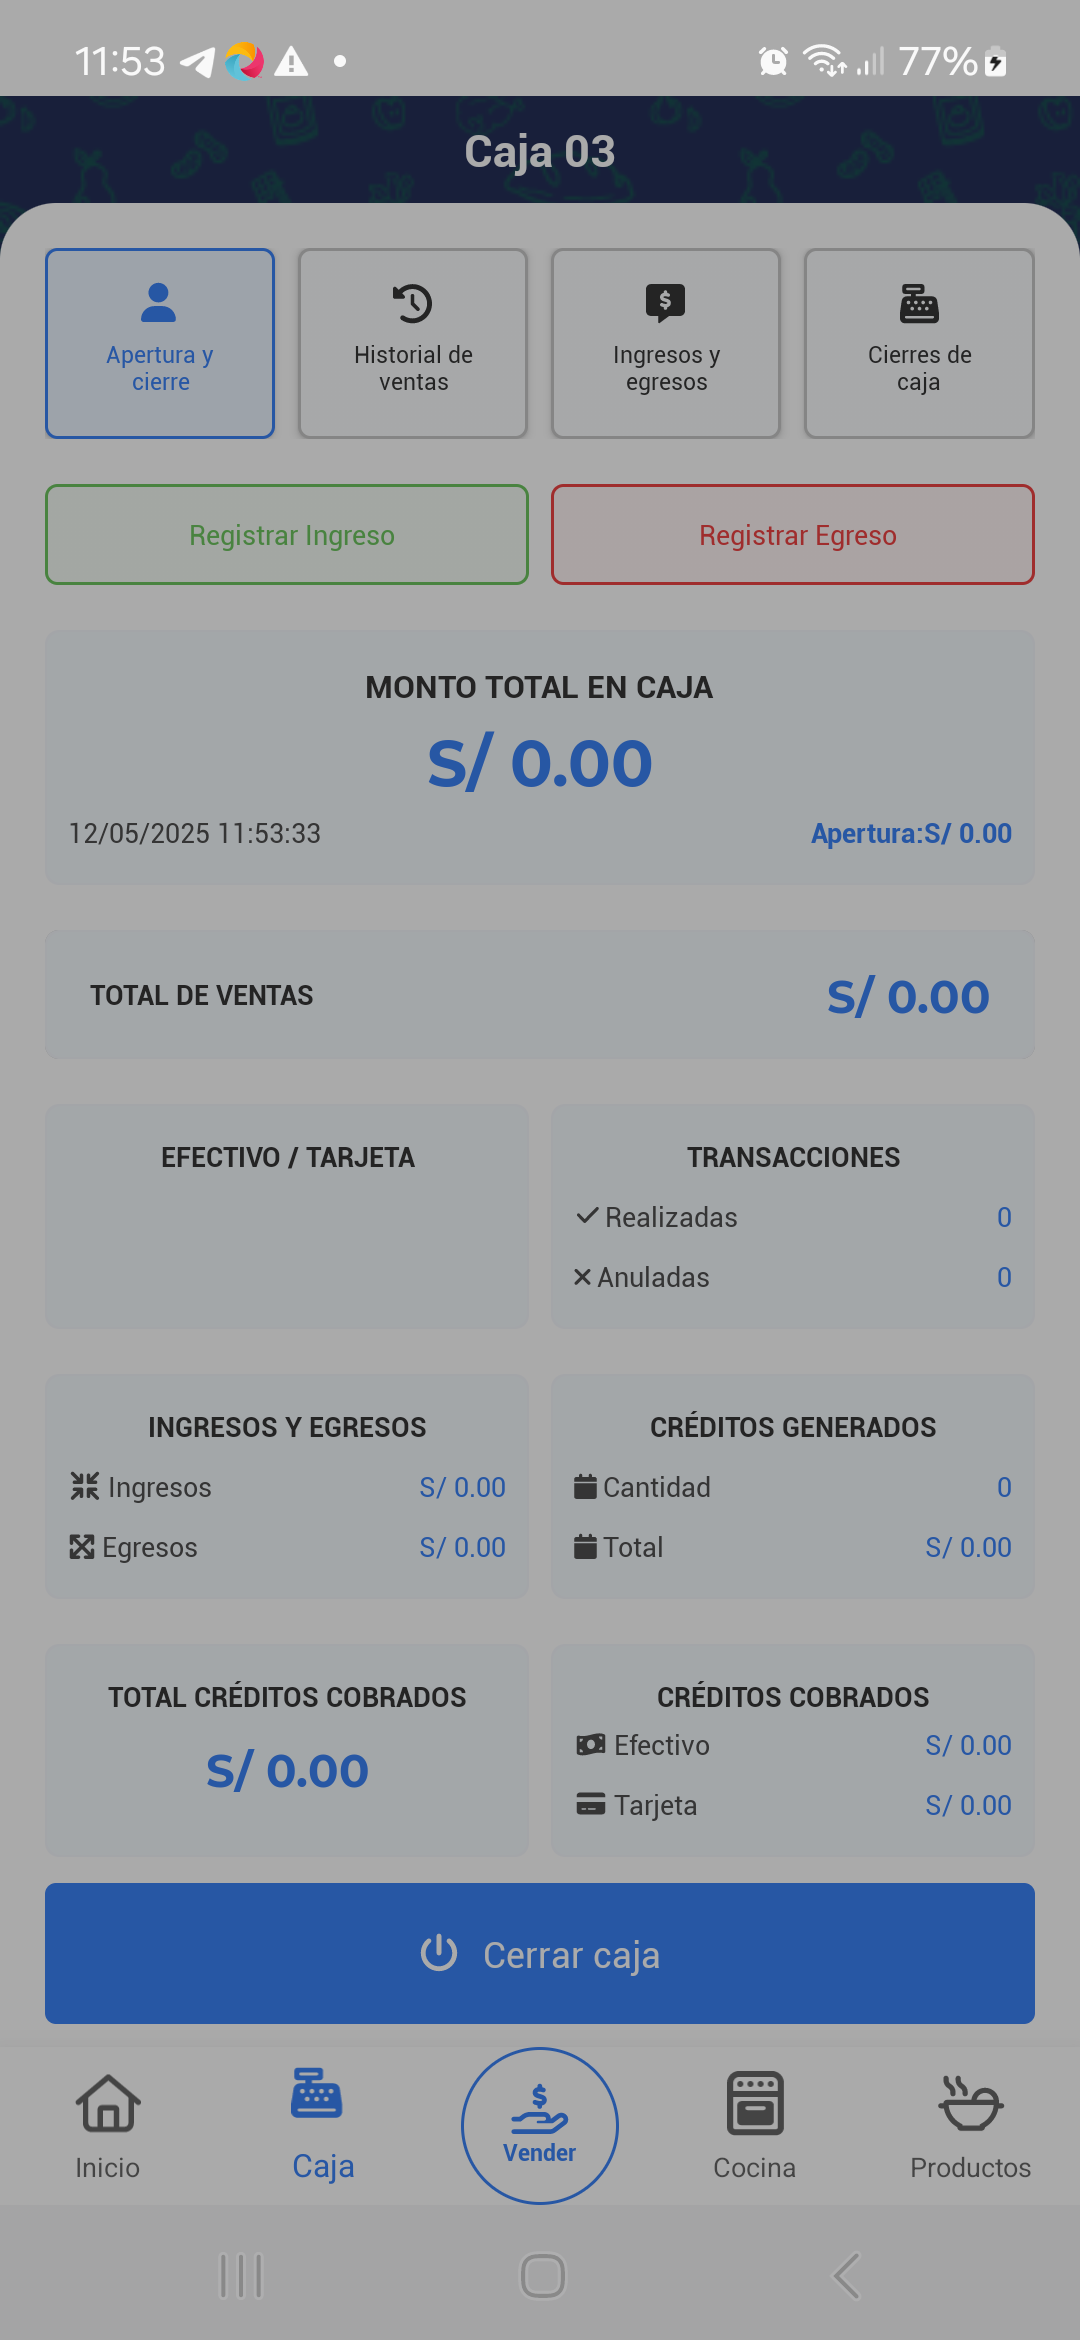 11:53
77%
Caja 03
Apertura y
cierre
Historial de
ventas
Ingresos y
egresos
Cierres de
caja
Registrar Ingreso
Registrar Egreso
MONTO TOTAL EN CAJA
S/ 0.00
12/05/2025 11:53:33
Apertura:S/ 0.00
TOTAL DE VENTAS
S/ 0.00
EFECTIVO / TARJETA
TRANSACCIONES
Realizadas 0
Anuladas 0
INGRESOS Y EGRESOS
Ingresos S/ 0.00
Egresos S/ 0.00
CRÉDITOS GENERADOS
Cantidad 0
Total S/ 0.00
TOTAL CRÉDITOS COBRADOS
S/ 0.00
CRÉDITOS COBRADOS
Efectivo S/ 0.00
Tarjeta S/ 0.00
Cerrar caja
Inicio
Caja
Vender
Cocina
Productos